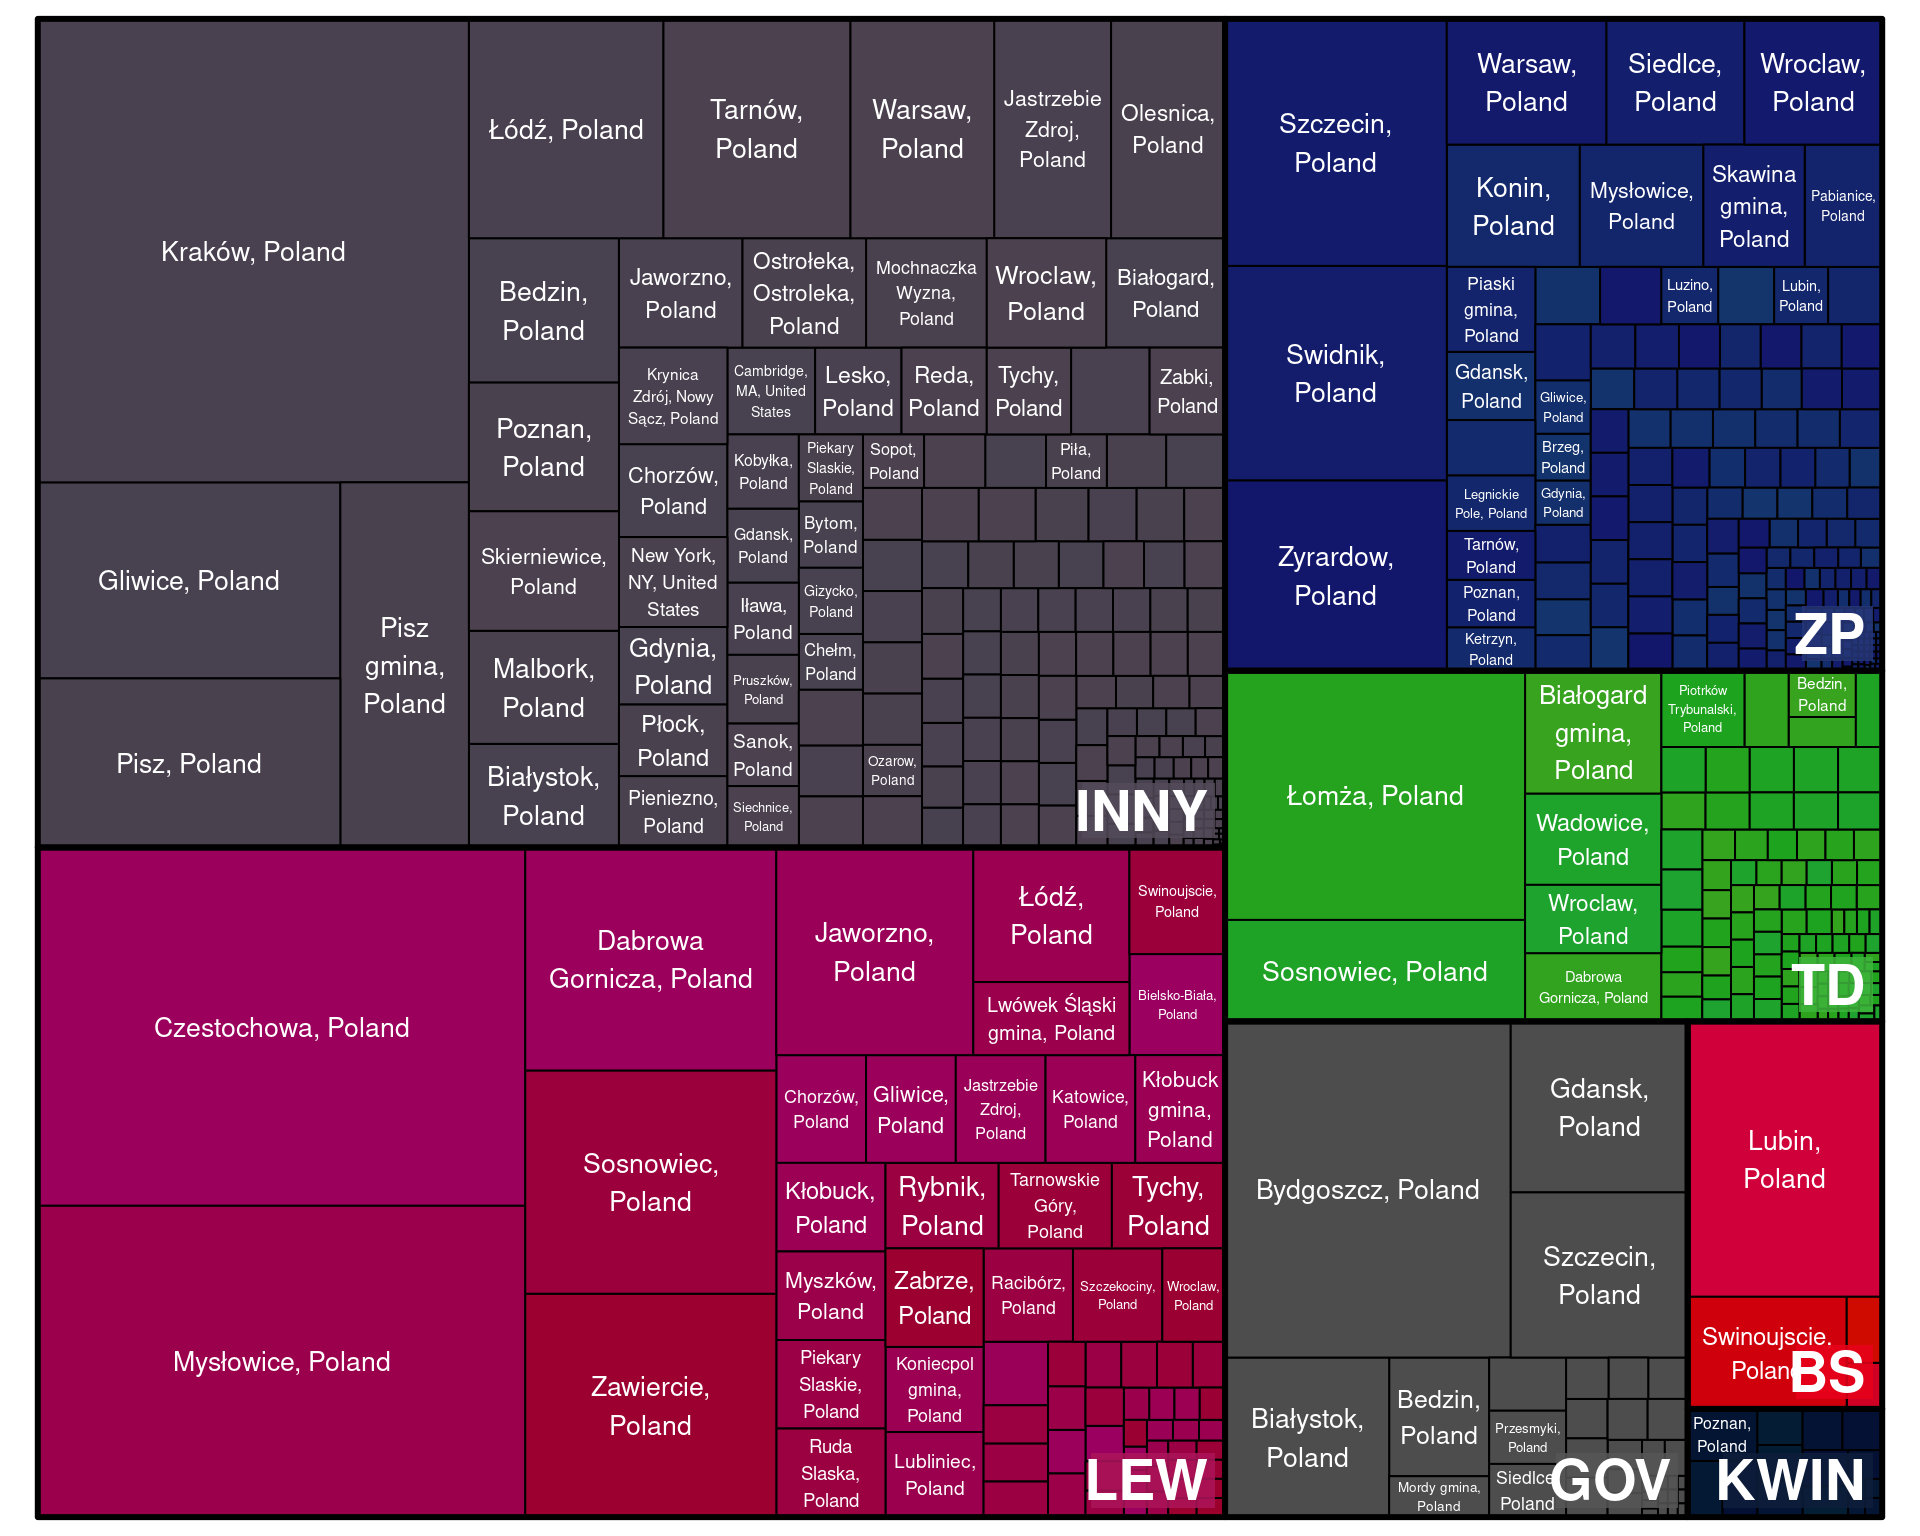 Kraków, Poland
Gliwice, Poland
Pisz, Poland
Pisz
gmina,
Poland
Łódź, Poland
Tarnów,
Poland
Warsaw,
Poland
Jastrzebie
Zdroj,
Poland
Olesnica,
Poland
Bedzin,
Poland
Poznan,
Poland
Skierniewice,
Poland
Malbork,
Poland
Białystok,
Poland
Jaworzno,
Poland
Ostrołeka,
Ostroleka,
Poland
Mochnaczka
Wyzna,
Poland
Wroclaw,
Poland
Białogard,
Poland
Krynica
Zdrój, Nowy
Sącz, Poland
Chorzów,
Poland
New York,
NY, United
States
Gdynia,
Poland
Płock,
Poland
Pieniezno,
Poland
Cambridge,
MA, United
States
Lesko,
Poland
Reda,
Poland
Tychy,
Poland
Zabki,
Poland
Kobyłka,
Poland
Gdansk,
Poland
Iława,
Poland
Pruszków,
Poland
Sanok,
Poland
Siechnice,
Poland
Piekary
Slaskie,
Poland
Bytom,
Poland
Gizycko,
Poland
Chełm,
Poland
Sopot,
Poland
Piła,
Poland
Ozarow,
Poland
INNY
Szczecin,
Poland
Swidnik,
Poland
Zyrardow,
Poland
Warsaw,
Poland
Siedlce,
Poland
Wroclaw,
Poland
Konin,
Poland
Mysłowice,
Poland
Skawina
gmina,
Poland
Pabianice,
Poland
Piaski
gmina,
Poland
Gdansk,
Poland
Legnickie
Pole, Poland
Tarnów,
Poland
Poznan,
Poland
Ketrzyn,
Poland
Luzino,
Poland
Lubin,
Poland
Gliwice,
Poland
Brzeg,
Poland
Gdynia,
Poland
ZP
Łomża, Poland
Sosnowiec, Poland
Białogard
gmina,
Poland
Wadowice,
Poland
Wroclaw,
Poland
Dabrowa
Gornicza, Poland
Piotrków
Trybunalski,
Poland
Bedzin,
Poland
TD
Czestochowa, Poland
Mysłowice, Poland
Dabrowa
Gornicza, Poland
Sosnowiec,
Poland
Zawiercie,
Poland
Jaworzno,
Poland
Łódź,
Poland
Lwówek Śląski
gmina, Poland
Swinoujscie,
Poland
Bielsko-Biała,
Poland
Chorzów,
Poland
Gliwice,
Poland
Jastrzebie
Zdroj,
Poland
Katowice,
Poland
Kłobuck
gmina,
Poland
Kłobuck,
Poland
Myszków,
Poland
Piekary
Slaskie,
Poland
Ruda
Slaska,
Poland
Rybnik,
Poland
Tarnowskie
Góry,
Poland
Tychy,
Poland
Zabrze,
Poland
Koniecpol
gmina,
Poland
Lubliniec,
Poland
Racibórz,
Poland
Szczekociny,
Poland
Wroclaw,
Poland
LEW
Bydgoszcz, Poland
Gdansk,
Poland
Szczecin,
Poland
Białystok,
Poland
Bedzin,
Poland
Mordy gmina,
Poland
Przesmyki,
Poland
Siedlce
Poland
GOV
Lubin,
Poland
Swinoujscie.
Poland
BS
Poznan,
Poland
KWIN